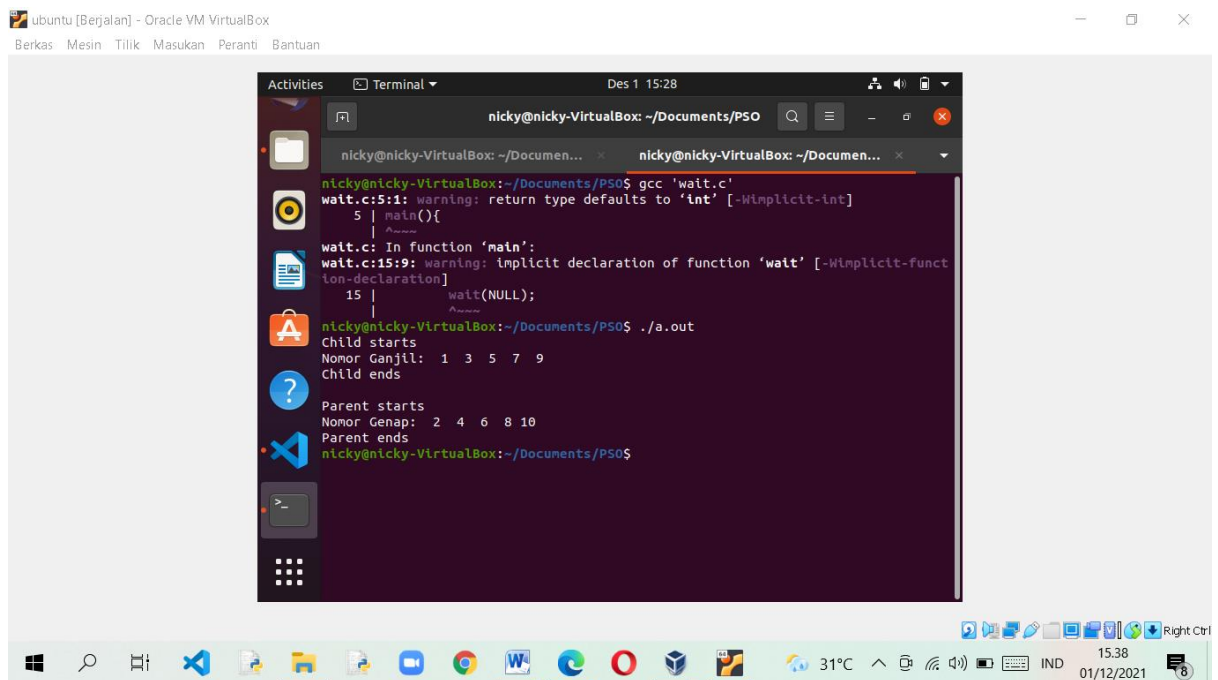 ubuntu [Berjalan] - Oracle VM VirtualBox
Berkas Mesin Tilik Masukan Peranti Bantuan
Activities Terminal Des 1 15:28
nicky@nicky-VirtualBox: ~/Documents/PSO
nicky@nicky-VirtualBox: ~/Documen... nicky@nicky-VirtualBox: ~/Documen...
nicky@nicky-VirtualBox:~/Documents/PSO$ gcc 'wait.c'
wait.c:5:1: warning: return type defaults to ‘int’ [-Wimplicit-int]
5 | main(){
| ^~~~
wait.c: In function ‘main’:
wait.c:15:9: warning: implicit declaration of function ‘wait’ [-Wimplicit-funct
ion-declaration]
15 | wait(NULL);
| ^~~~
nicky@nicky-VirtualBox:~/Documents/PSO$ ./a.out
Child starts
Nomor Ganjil: 1 3 5 7 9
Child ends
Parent starts
Nomor Genap: 2 4 6 8 10
Parent ends
nicky@nicky-VirtualBox:~/Documents/PSO$
Right Ctrl
31°C IND 15.38
01/12/2021
8